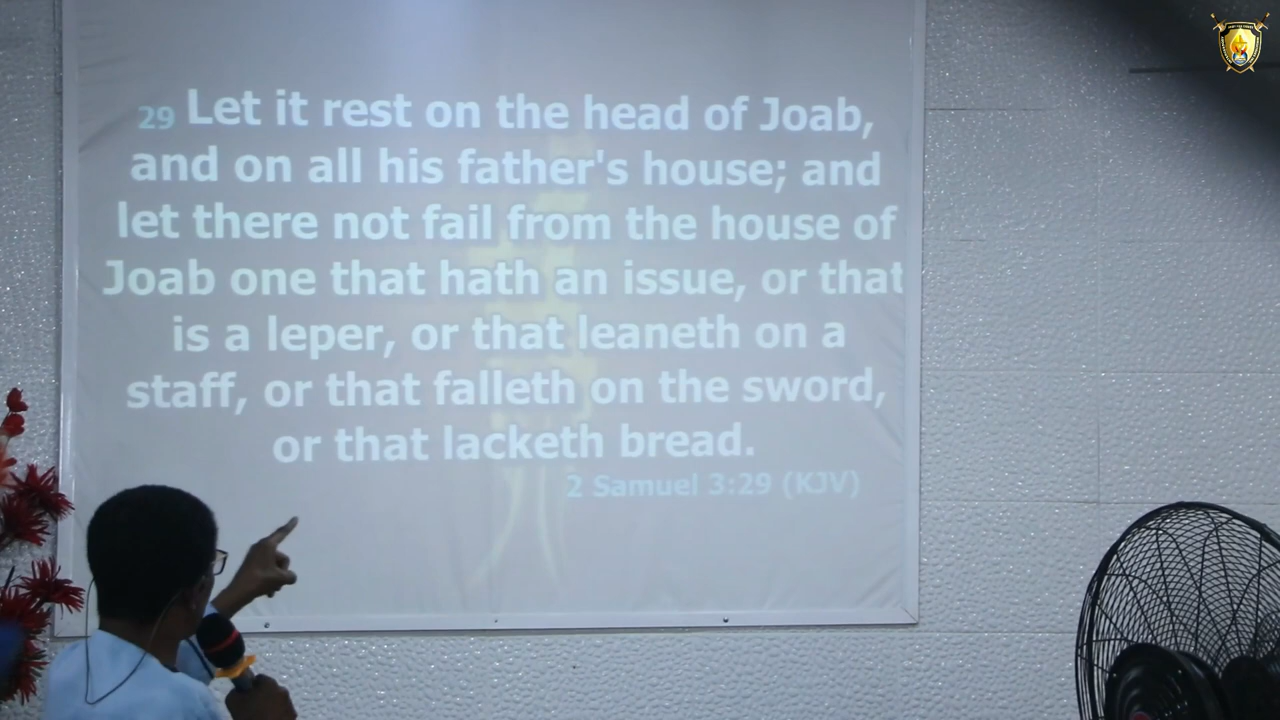 29 Let it rest on the head of Joab,
and on all his father's house; and
let there not fail from the house of
Joab one that hath an issue, or that
is a leper, or that leaneth on a
staff, or that falleth on the sword,
or that lacketh bread.
2 Samuel 3:29 (KJV)